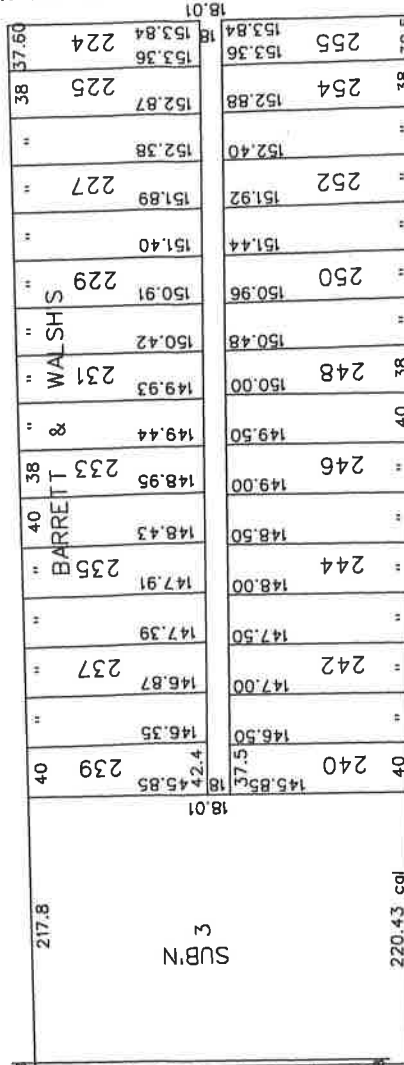 18.01
37.60 224 153.84 18 153.84 255
153.36 153.36
38 225 152.87 152.88 254 38
" 152.38 152.40 "
" 227 151.89 151.92 252 "
" 151.40 151.44 "
" 229 150.91 150.96 250 "
" 150.42 150.48 "
" 231 149.93 150.00 248 38
" 149.44 149.50 40
38 233 148.95 149.00 246 "
40 148.43 148.50 "
" 235 147.91 148.00 244 "
" 147.39 147.50 "
" 237 146.87 147.00 242 "
" 146.35 146.50 "
40 239 145.85 42.4 18 37.5 145.85 240 40
18.01
BARRETT & WALSH'S
217.8
SUB'N
3
220.43 cal